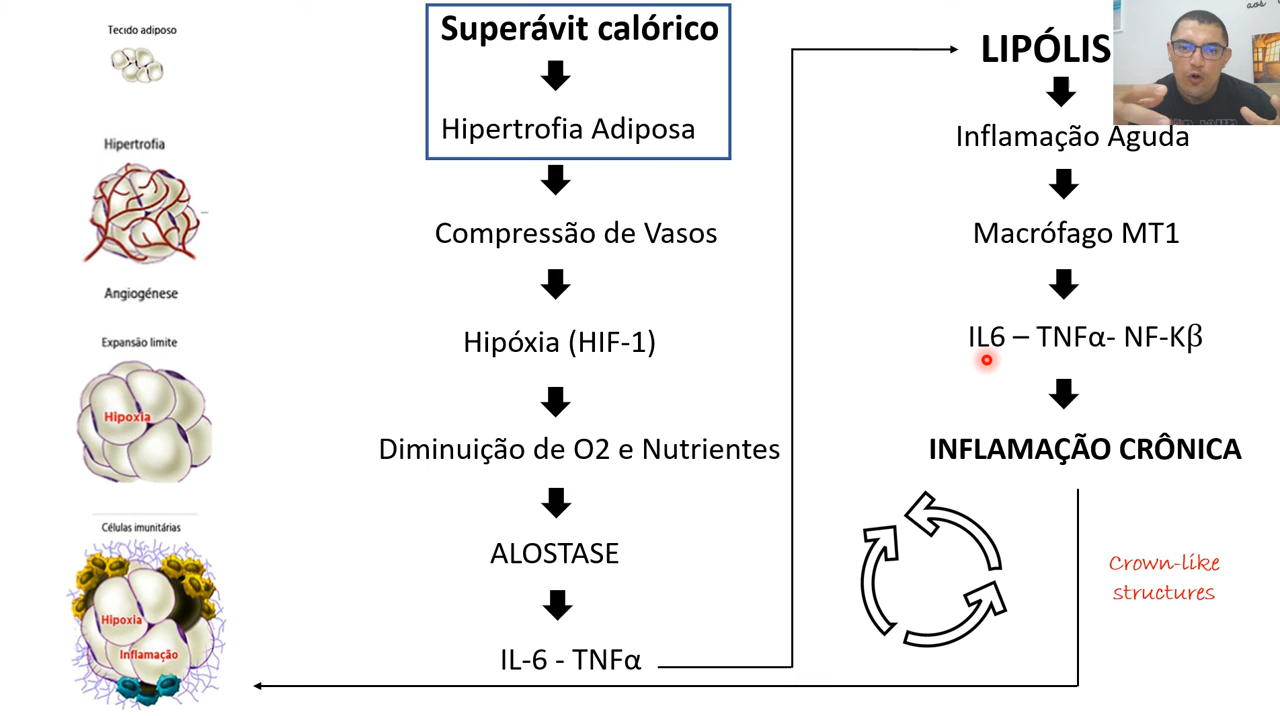 Tecido adiposo
Hipertrofia
Angiogénese
Expansão limite
Hipoxia
Células imunitárias
Hipoxia
Inflamação
Superávit calórico
Hipertrofia Adiposa
Compressão de Vasos
Hipóxia (HIF-1)
Diminuição de O2 e Nutrientes
ALOSTASE
IL-6 - TNFα
LIPÓLIS
Inflamação Aguda
Macrófago MT1
IL6 – TNFα- NF-Kβ
INFLAMAÇÃO CRÔNICA
Crown-like
structures
aos